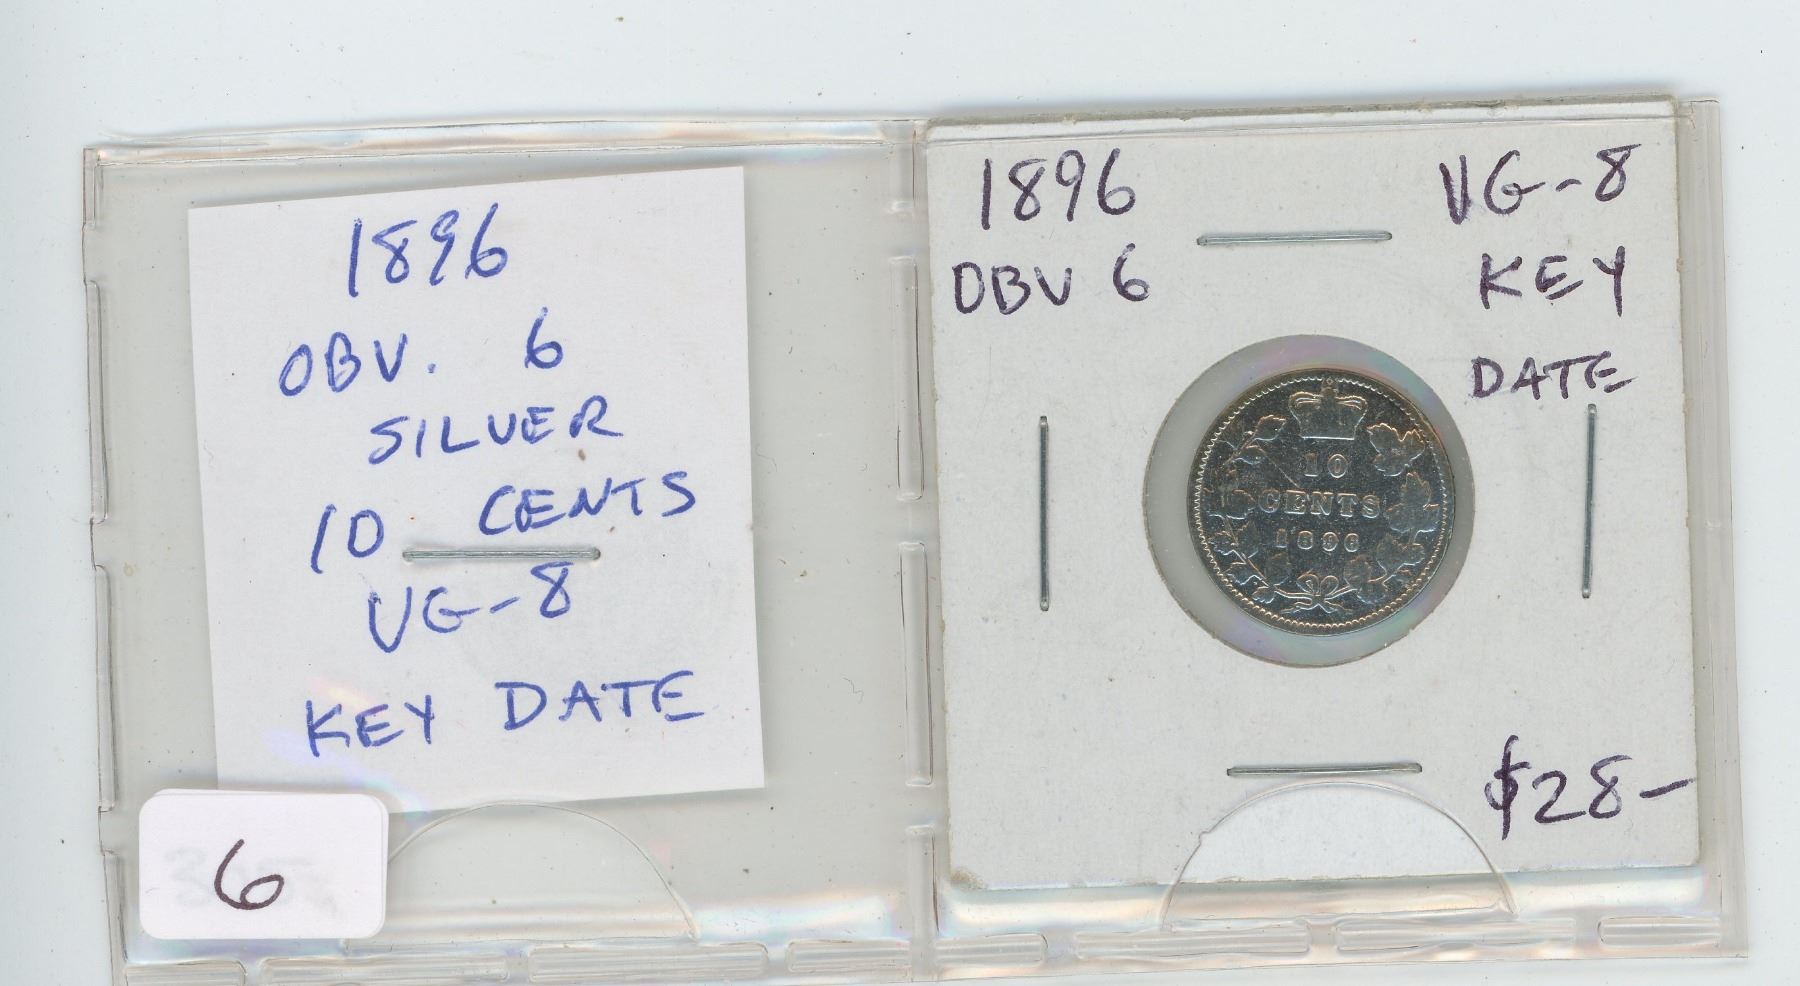 1896
OBV. 6
SILVER
10 CENTS
VG-8
KEY DATE
6
1896
OBV 6
VG-8
KEY
DATE
10
CENTS
1896
$28-